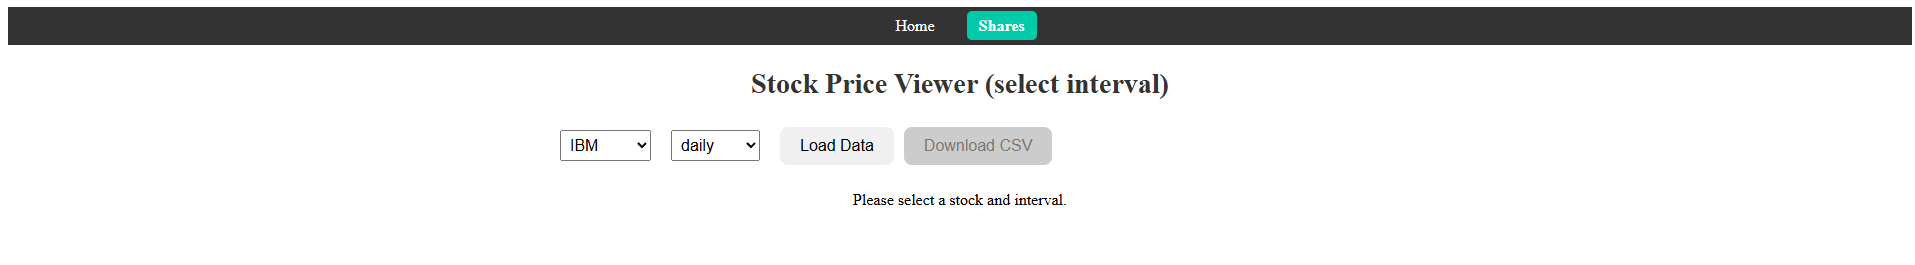 Home Shares
Stock Price Viewer (select interval)
IBM daily Load Data Download CSV
Please select a stock and interval.